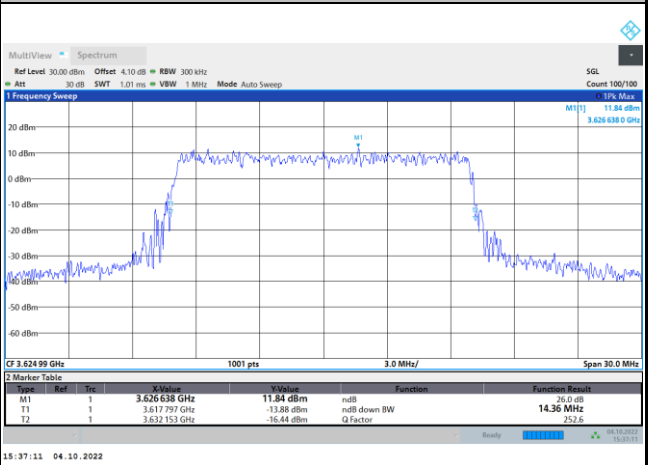 MultiView Spectrum
Ref Level 30.00 dBm Offset 4.10 dB RBW 300 kHz SGL
Att 30 dB SWT 1.01 ms VBW 1 MHz Mode Auto Sweep Count 100/100
1 Frequency Sweep 1Pk Max
M1[1] 11.84 dBm
3.626 638 0 GHz
20 dBm
M1
10 dBm
0 dBm
-10 dBm
-20 dBm
-30 dBm
-40 dBm
-50 dBm
-60 dBm
CF 3.624 99 GHz 1001 pts 3.0 MHz/ Span 30.0 MHz
2 Marker Table
Type Ref Trc X-Value Y-Value Function Function Result
M1 1 3.626 638 GHz 11.84 dBm ndB 26.0 dB
T1 1 3.617 797 GHz -13.88 dBm ndB down BW 14.36 MHz
T2 1 3.632 153 GHz -16.44 dBm Q Factor 252.6
Ready 04.10.2022
15:37:11
15:37:11 04.10.2022